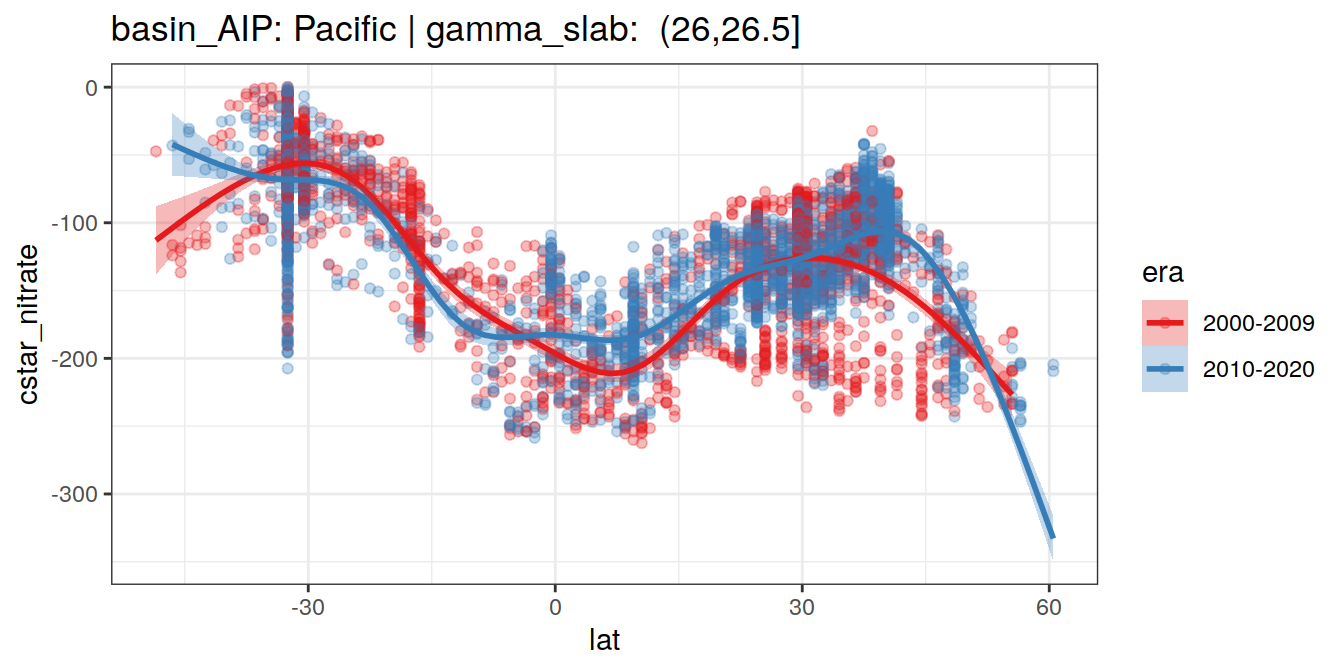 basin_AIP: Pacific | gamma_slab:  (26,26.5]
0
-100
-200
-300
cstar_nitrate
-30
0
30
60
lat
era
2000-2009
2010-2020